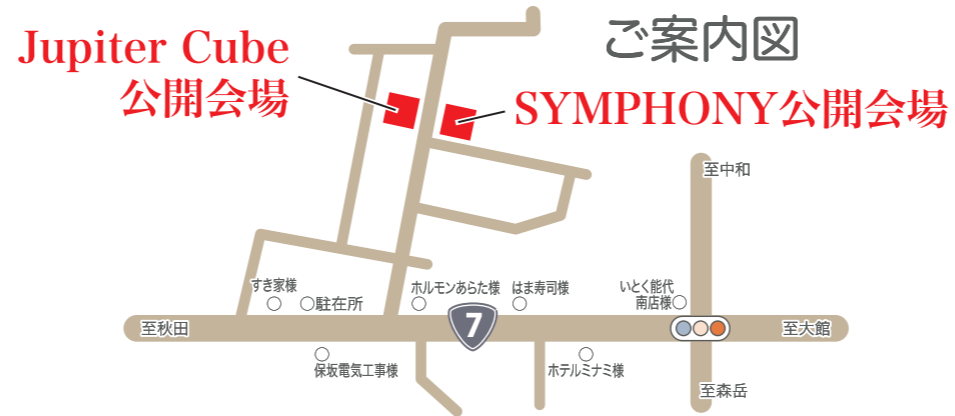 ご案内図
Jupiter Cube
公開会場
SYMPHONY公開会場
至中和
すき家様
駐在所
ホルモンあらた様
はま寿司様
いとく能代
南店様
至秋田
7
至大館
保坂電気工事様
ホテルミナミ様
至森岳